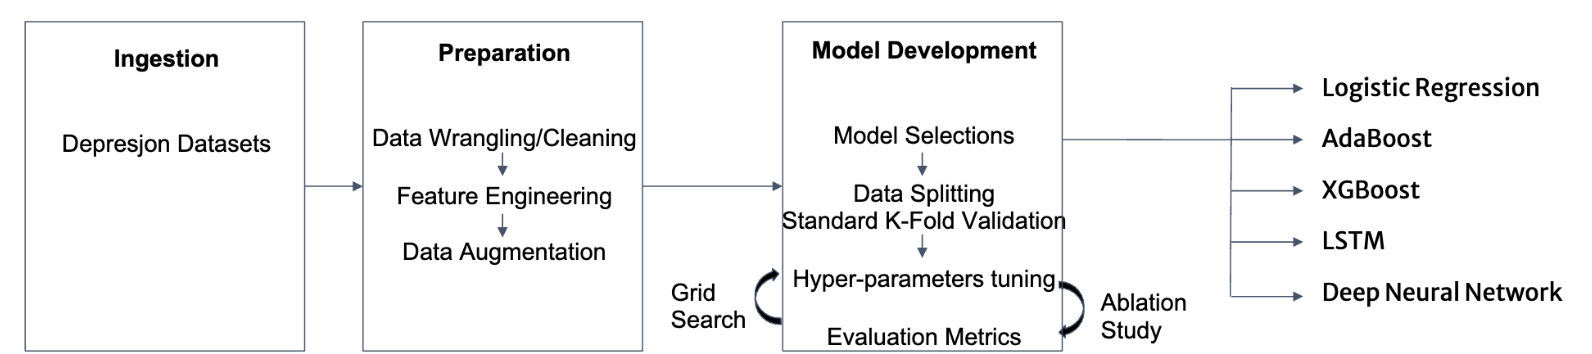 Ingestion
Depresjon Datasets
Preparation
Data Wrangling/Cleaning
Feature Engineering
Data Augmentation
Model Development
Model Selections
Data Splitting
Standard K-Fold Validation
Hyper-parameters tuning
Evaluation Metrics
Grid
Search
Ablation
Study
Logistic Regression
AdaBoost
XGBoost
LSTM
Deep Neural Network